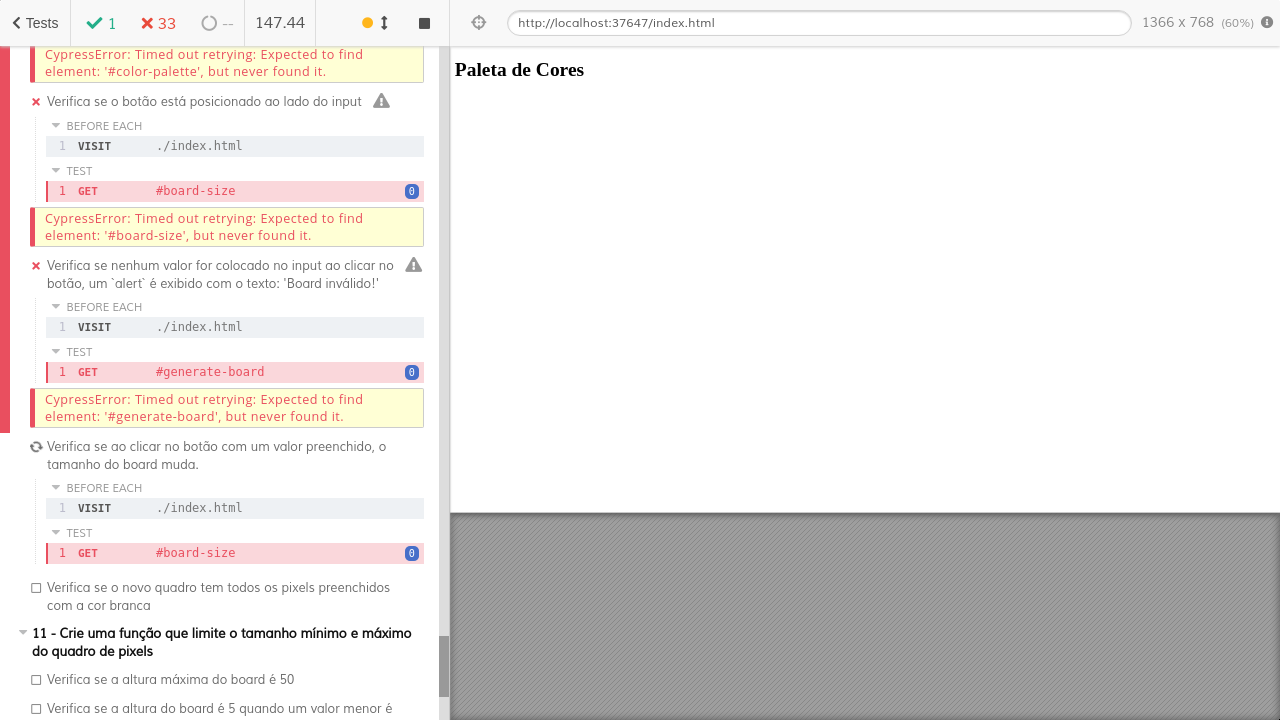 Tests
1
33
--
147.44
http://localhost:37647/index.html
1366 x 768 (60%)
CypressError: Timed out retrying: Expected to find
element: '#color-palette', but never found it.
Verifica se o botão está posicionado ao lado do input
BEFORE EACH
1 VISIT ./index.html
TEST
1 GET #board-size 0
CypressError: Timed out retrying: Expected to find
element: '#board-size', but never found it.
Verifica se nenhum valor for colocado no input ao clicar no
botão, um `alert` é exibido com o texto: 'Board inválido!'
BEFORE EACH
1 VISIT ./index.html
TEST
1 GET #generate-board 0
CypressError: Timed out retrying: Expected to find
element: '#generate-board', but never found it.
Verifica se ao clicar no botão com um valor preenchido, o
tamanho do board muda.
BEFORE EACH
1 VISIT ./index.html
TEST
1 GET #board-size 0
Verifica se o novo quadro tem todos os pixels preenchidos
com a cor branca
11 - Crie uma função que limite o tamanho mínimo e máximo
do quadro de pixels
Verifica se a altura máxima do board é 50
Verifica se a altura do board é 5 quando um valor menor é
Paleta de Cores